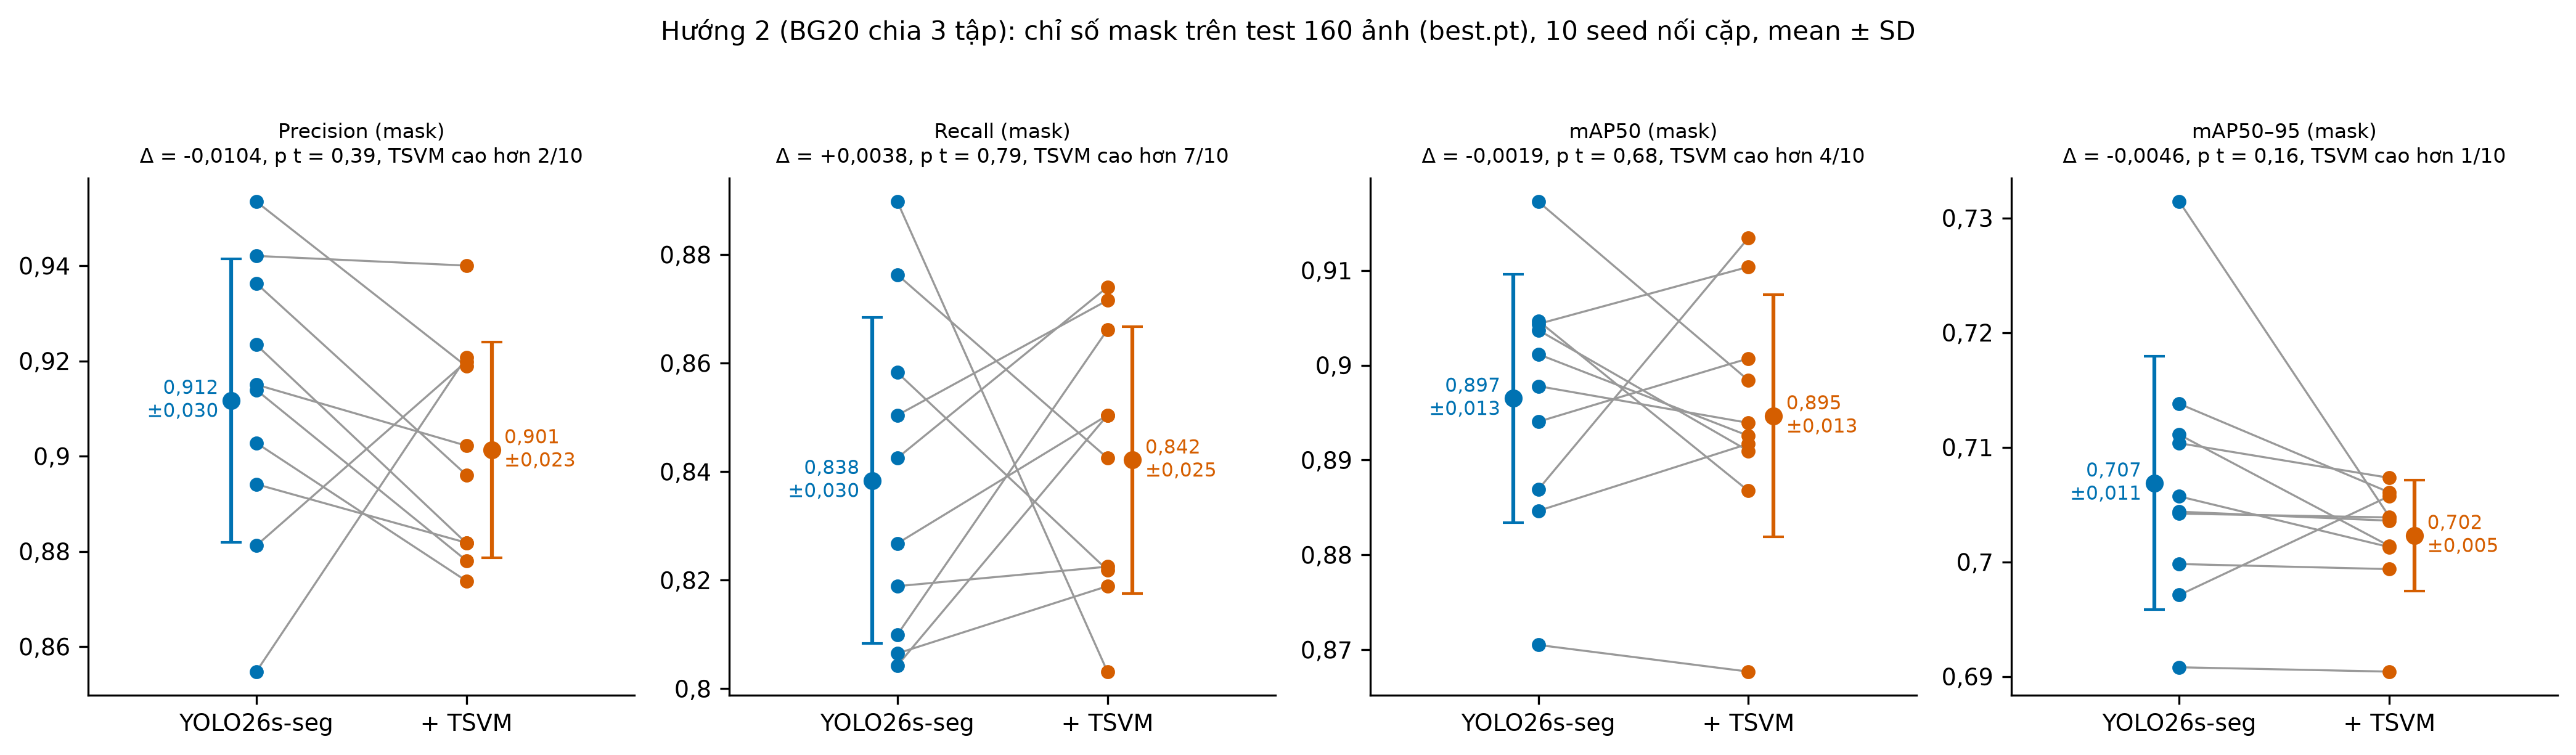 Hướng 2 (BG20 chia 3 tập): chỉ số mask trên test 160 ảnh (best.pt), 10 seed nối cặp, mean ± SD
Precision (mask)
Δ = -0,0104, p t = 0,39, TSVM cao hơn 2/10
0,94
0,92
0,9
0,88
0,86
0,912
±0,030
0,901
±0,023
YOLO26s-seg
+ TSVM
Recall (mask)
Δ = +0,0038, p t = 0,79, TSVM cao hơn 7/10
0,88
0,86
0,84
0,82
0,8
0,838
±0,030
0,842
±0,025
YOLO26s-seg
+ TSVM
mAP50 (mask)
Δ = -0,0019, p t = 0,68, TSVM cao hơn 4/10
0,91
0,9
0,89
0,88
0,87
0,897
±0,013
0,895
±0,013
YOLO26s-seg
+ TSVM
mAP50–95 (mask)
Δ = -0,0046, p t = 0,16, TSVM cao hơn 1/10
0,73
0,72
0,71
0,7
0,69
0,707
±0,011
0,702
±0,005
YOLO26s-seg
+ TSVM